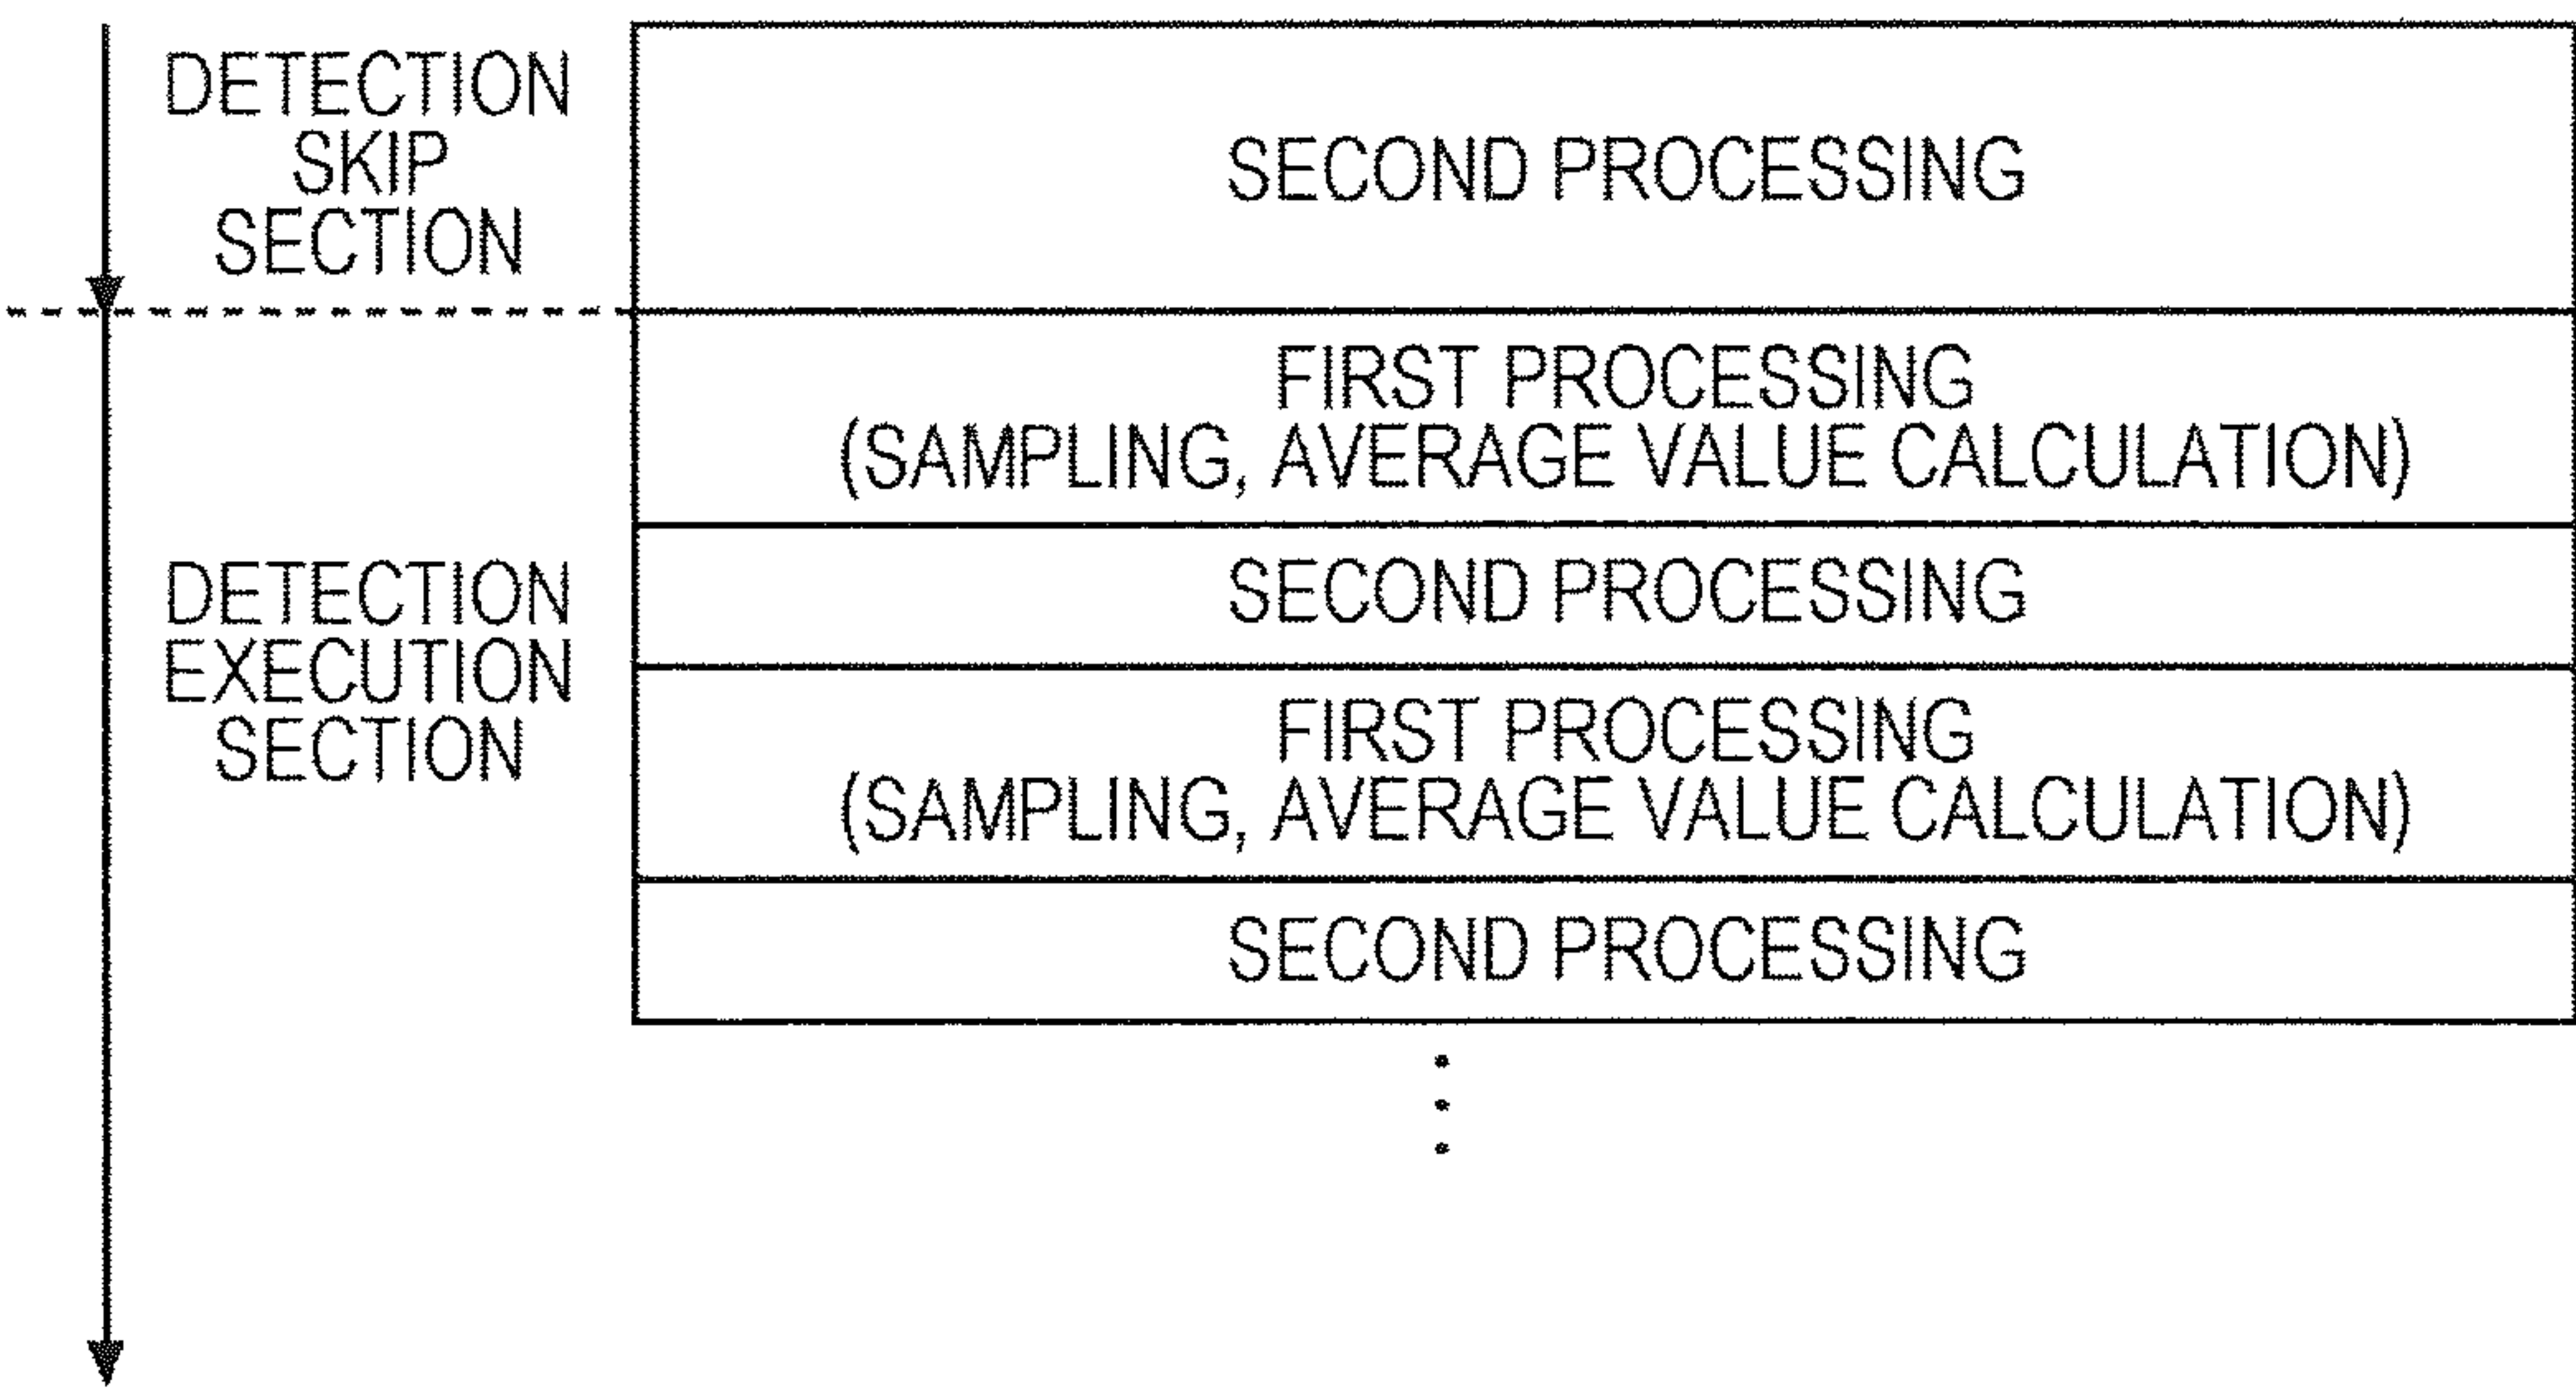 DETECTION
SKIP
SECTION
SECOND PROCESSING
FIRST PROCESSING
(SAMPLING, AVERAGE VALUE CALCULATION)
DETECTION
EXECUTION
SECTION
SECOND PROCESSING
FIRST PROCESSING
(SAMPLING, AVERAGE VALUE CALCULATION)
SECOND PROCESSING